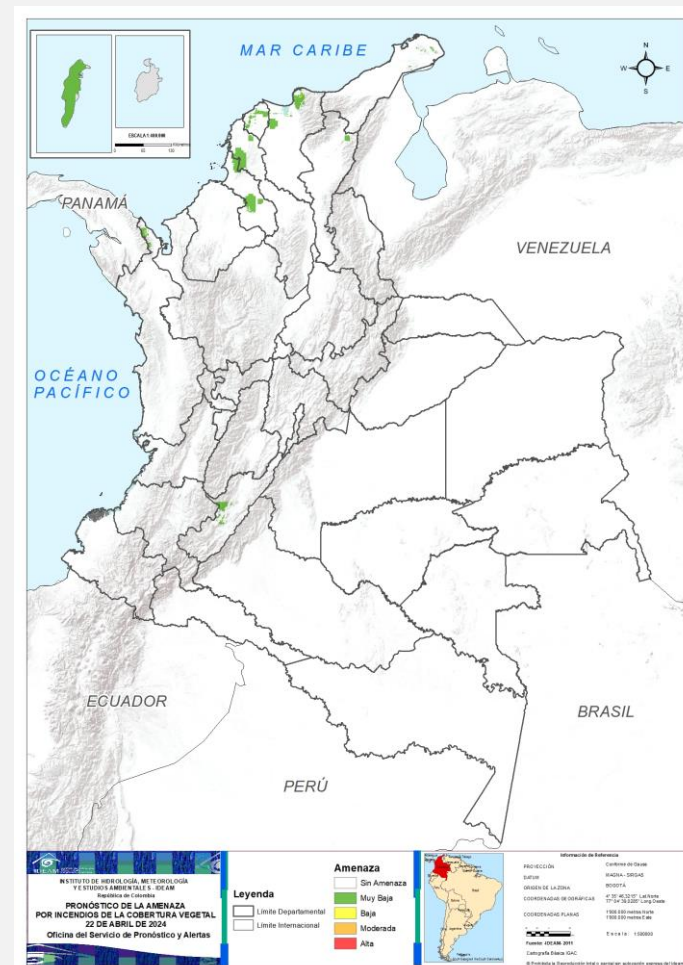 MAR CARIBE
N
W
E
S
ESCALA 1:400.000
PANAMÁ
VENEZUELA
OCÉANO
PACÍFICO
ECUADOR
BRASIL
PERÚ
INSTITUTO DE HIDROLOGÍA, METEOROLOGÍA
Y ESTUDIOS AMBIENTALES - IDEAM
República de Colombia
PRONÓSTICO DE LA AMENAZA
POR INCENDIOS DE LA COBERTURA VEGETAL
22 DE ABRIL DE 2024
Oficina del Servicio de Pronóstico y Alertas
Leyenda
Límite Departamental
Límite Internacional
Amenaza
Sin Amenaza
Muy Baja
Baja
Moderada
Alta
Información de Referencia
PROYECCIÓN
Conforme de Gauss
DATUM
MAGNA - SIRGAS
ORIGEN DE LA ZONA
BOGOTÁ
COORDENADAS GEOGRÁFICAS
COORDENADAS PLANAS
1'000.000 metros Norte
1'000.000 metros Este
Fuente: IDEAM 2011
Cartografía Básica IGAC